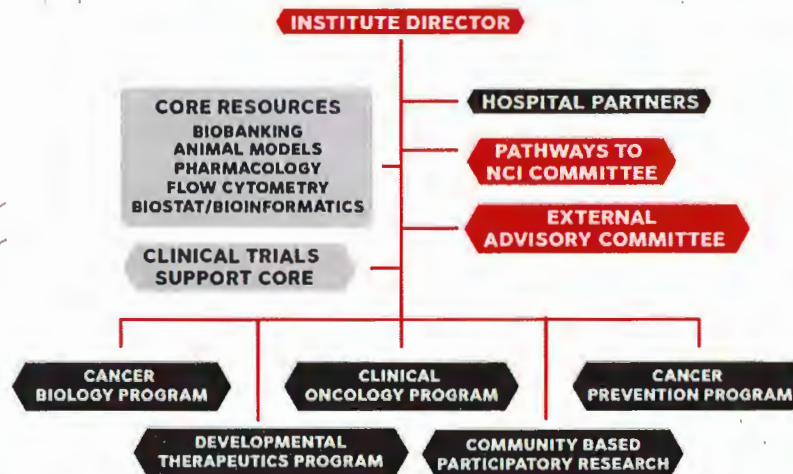 INSTITUTE DIRECTOR
CORE RESOURCES
BIOBANKING
ANIMAL MODELS
PHARMACOLOGY
FLOW CYTOMETRY
BIOSTAT/BIOINFORMATICS
HOSPITAL PARTNERS
PATHWAYS TO
NCI COMMITTEE
EXTERNAL
ADVISORY COMMITTEE
CLINICAL TRIALS
SUPPORT CORE
CANCER
BIOLOGY PROGRAM
CLINICAL
ONCOLOGY PROGRAM
CANCER
PREVENTION PROGRAM
DEVELOPMENTAL
THERAPEUTICS PROGRAM
COMMUNITY BASED
PARTICIPATORY RESEARCH